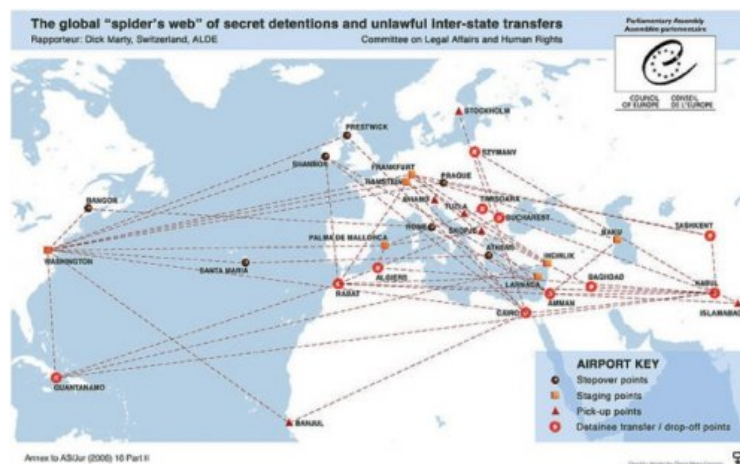 The global “spider's web” of secret detentions and unlawful inter-state transfers
Rapporteur: Dick Marty, Switzerland, ALDE
Committee on Legal Affairs and Human Rights
Parliamentary Assembly
Assemblée parlementaire
COUNCIL OF EUROPE
CONSEIL DE L'EUROPE
STOCKHOLM
PRESTWICK
SHANNON
SZYMANY
FRANKFURT
RAMSTEIN
PRAGUE
BANGOR
AVIANO
TUZLA
TIMISOARA
BUCHAREST
ROME
SKOPJE
TASHKENT
BAKU
WASHINGTON
PALMA DE MALLORCA
ATHENS
SANTA MARIA
ALGIERS
INCIRLIK
BAGHDAD
LARNACA
RABAT
AMMAN
KABUL
CAIRO
ISLAMABAD
GUANTANAMO
BANJUL
AIRPORT KEY
Stopover points
Staging points
Pick-up points
Detainee transfer / drop-off points
Annex to AS/Jur (2006) 16 Part II